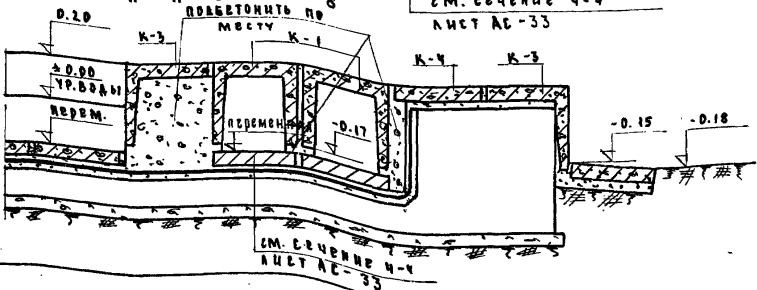 подбетонить по
месту
см. сечение 4-4
лист АС-33
0.20
К-3
К-1
К-4
К-3
±0.00
ур.воды
перем.
перемен
-0.17
-0.15
-0.18
см. сечение 4-4
лист АС-33